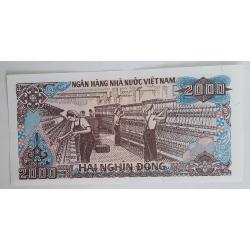 NGÂN HÀNG NHÀ NƯỚC VIỆT NAM
2000
2000
HAI NGHÌN ĐỒNG